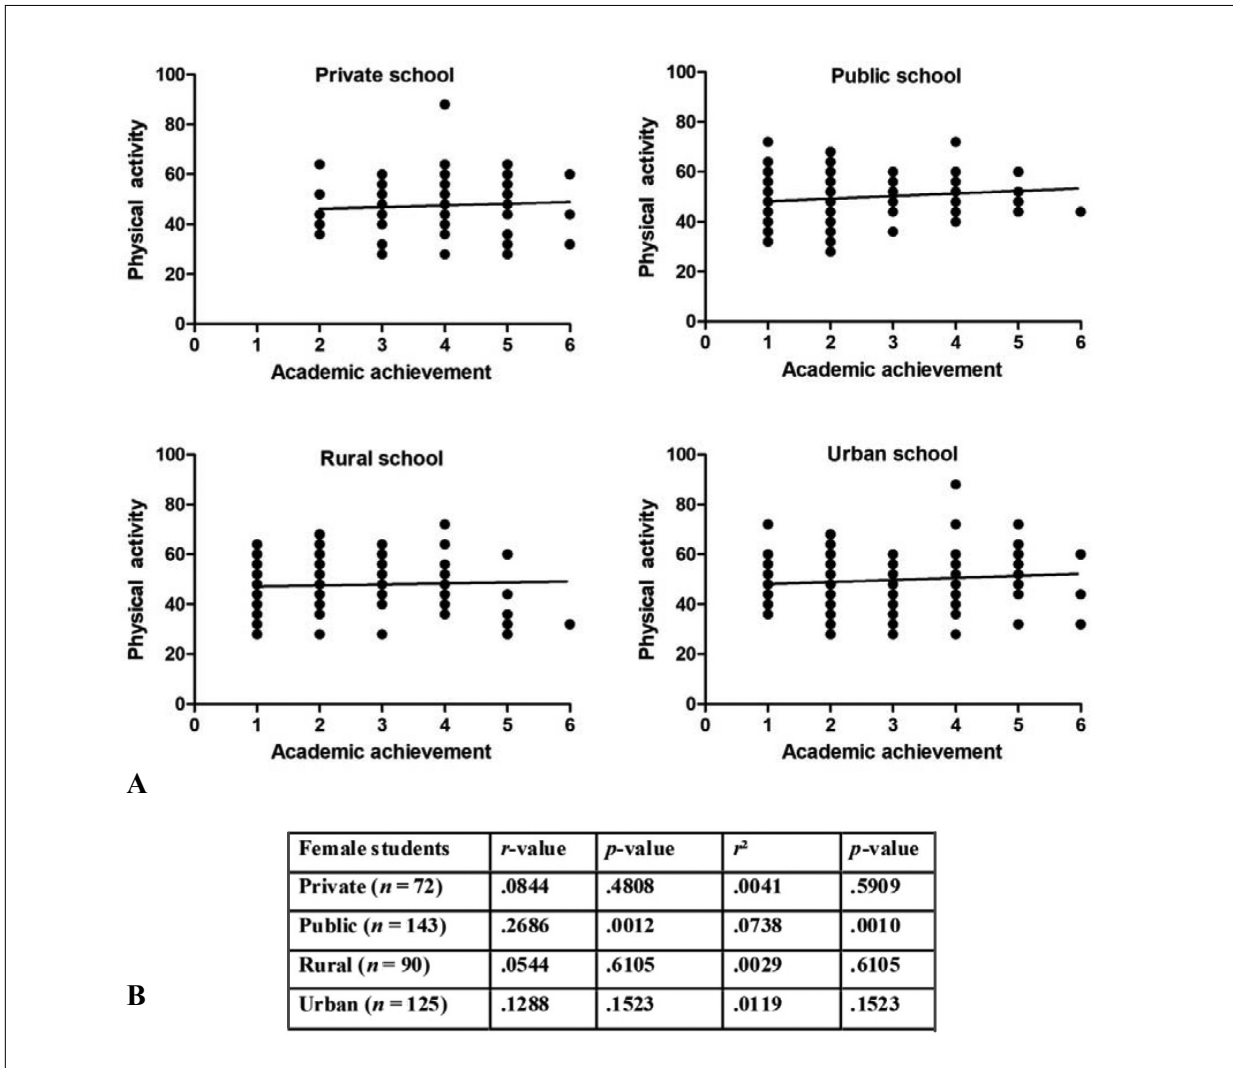 Private school
Physical activity
100
80
60
40
20
0
0 1 2 3 4 5 6
Academic achievement
Public school
Physical activity
100
80
60
40
20
0
0 1 2 3 4 5 6
Academic achievement
Rural school
Physical activity
100
80
60
40
20
0
0 1 2 3 4 5 6
Academic achievement
Urban school
Physical activity
100
80
60
40
20
0
0 1 2 3 4 5 6
Academic achievement
A
Female students r-value p-value r² p-value
Private (n = 72) .0844 .4808 .0041 .5909
Public (n = 143) .2686 .0012 .0738 .0010
Rural (n = 90) .0544 .6105 .0029 .6105
Urban (n = 125) .1288 .1523 .0119 .1523
B